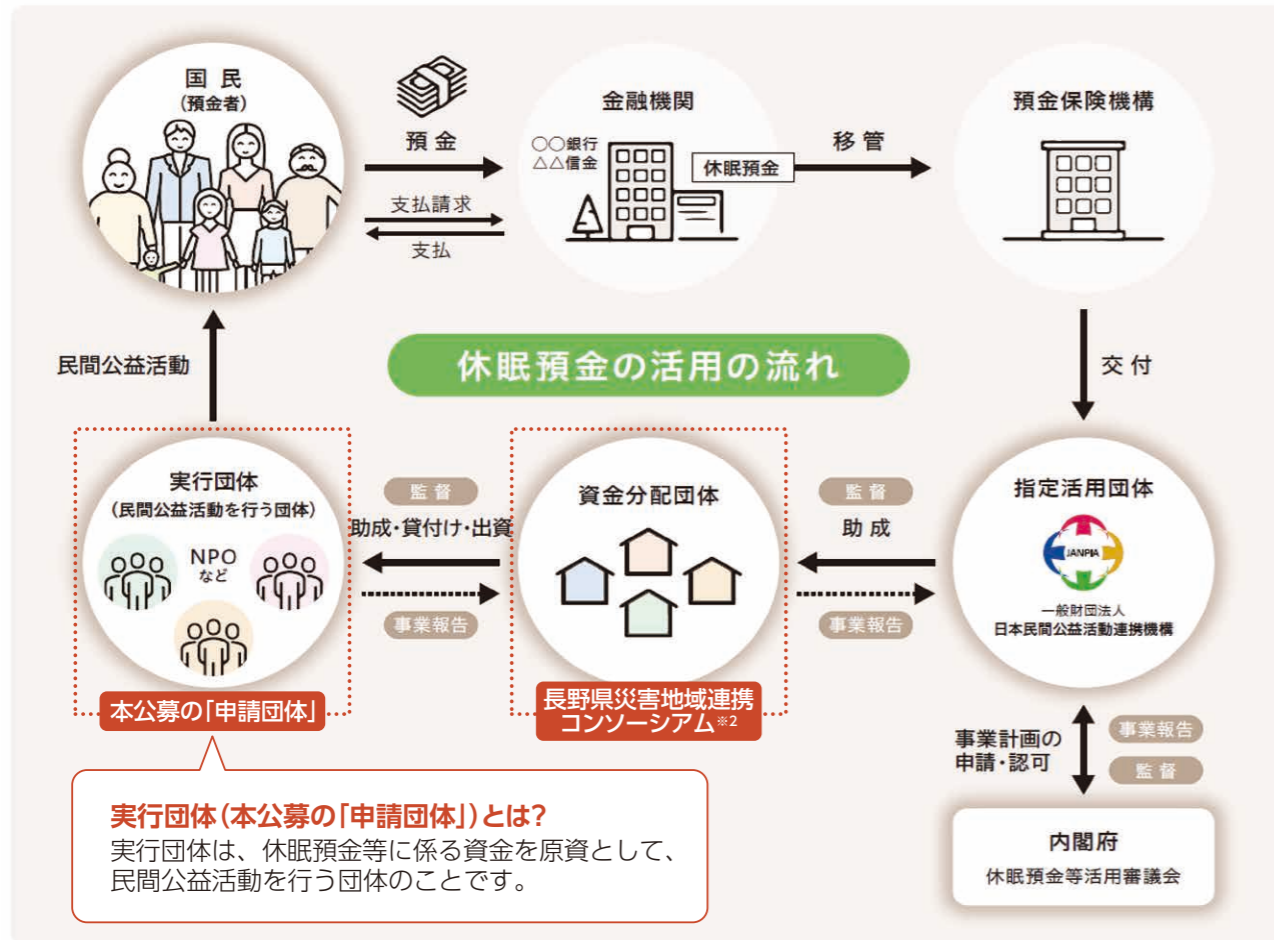 国民
(預金者)
預金
支払請求
支払
金融機関
○○銀行
△△信金
休眠預金
移管
預金保険機構
民間公益活動
休眠預金の活用の流れ
交付
実行団体
(民間公益活動を行う団体)
NPO
など
監督
助成・貸付け・出資
事業報告
資金分配団体
監督
助成
事業報告
指定活用団体
JANPIA
一般財団法人
日本民間公益活動連携機構
本公募の「申請団体」
長野県災害地域連携
コンソーシアム※2
事業計画の
申請・認可
事業報告
監督
実行団体(本公募の「申請団体」)とは?
実行団体は、休眠預金等に係る資金を原資として、
民間公益活動を行う団体のことです。
内閣府
休眠預金等活用審議会